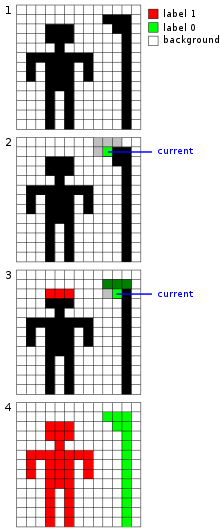 1
label 1
label 0
background
2
current
3
current
4